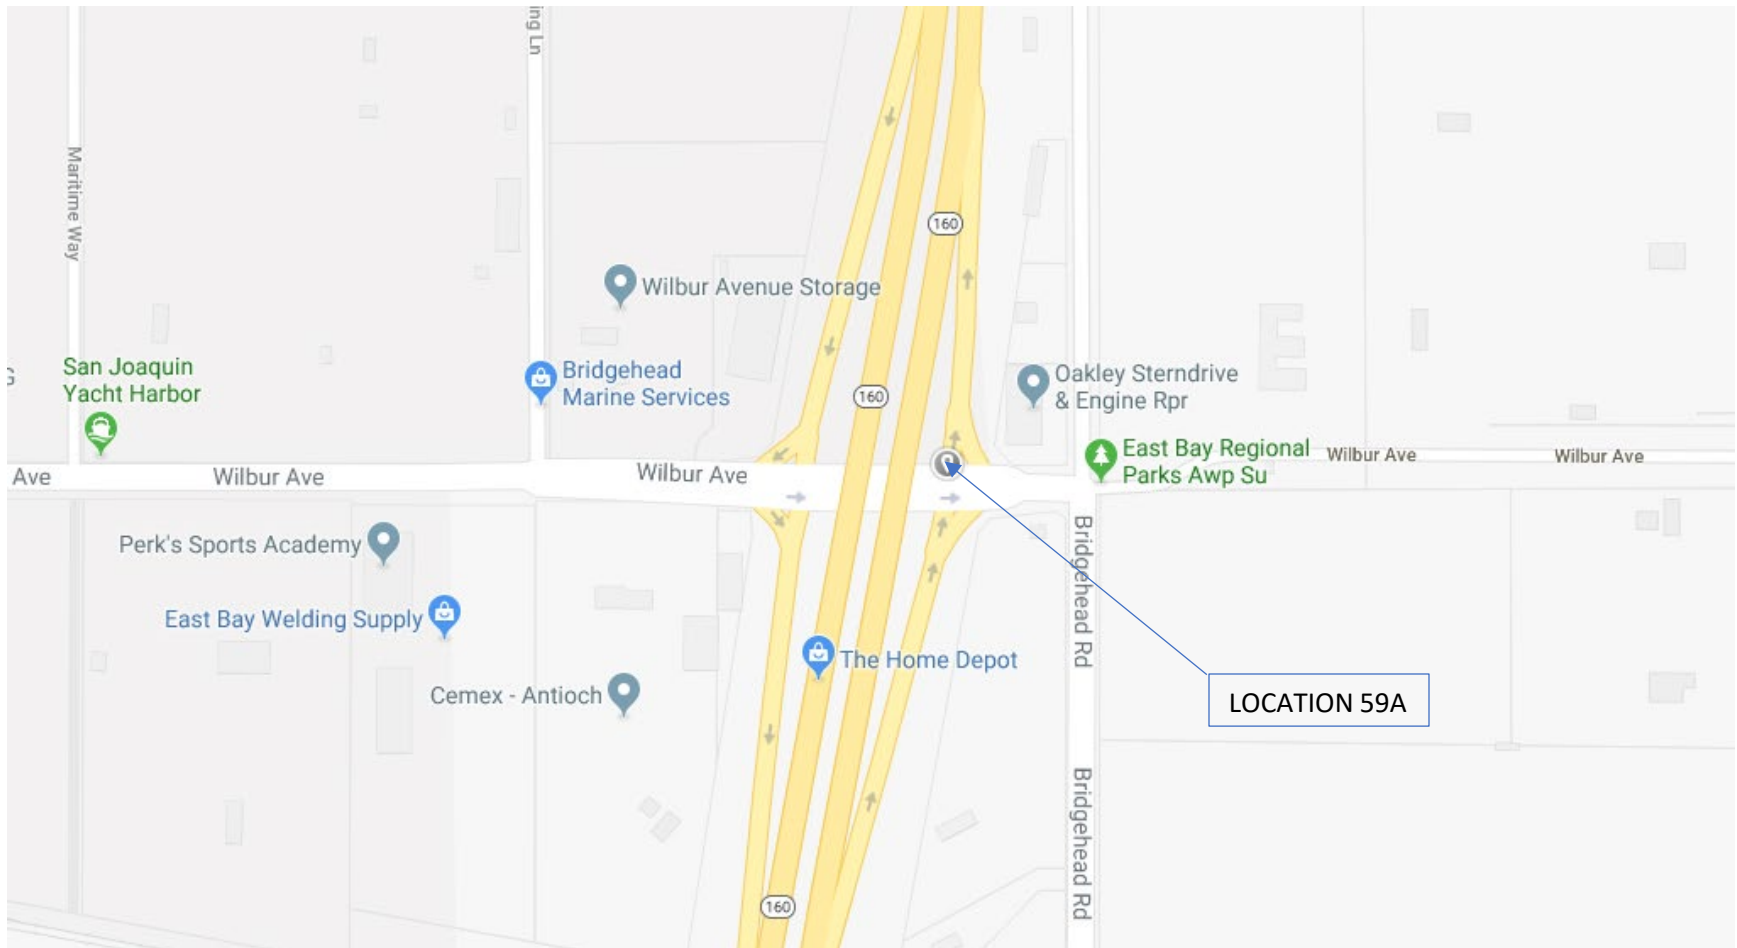 ing Ln
Maritime Way
160
Wilbur Avenue Storage
San Joaquin
Yacht Harbor
Bridgehead
Marine Services
160
Oakley Sterndrive
& Engine Rpr
East Bay Regional
Parks Awp Su
Wilbur Ave
Wilbur Ave
Ave
Wilbur Ave
Wilbur Ave
Perk's Sports Academy
Bridgehead Rd
East Bay Welding Supply
The Home Depot
Cemex - Antioch
LOCATION 59A
Bridgehead Rd
160